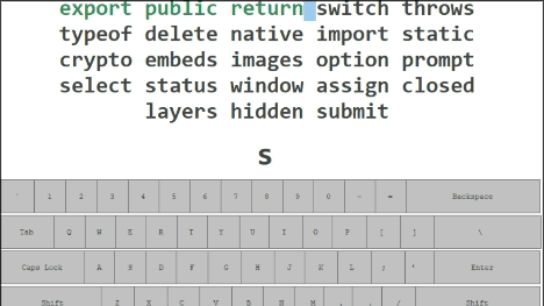 export public return switch throws
typeof delete native import static
crypto embeds images option prompt
select status window assign closed
layers hidden submit
s
1 2 3 4 5 6 7 8 9 0 - = Backspace
Tab Q W E R T Y U I O P [ ] \
Caps Lock A S D F G H J K L ; ' Enter
Shift Z X C V B N M , . / Shift